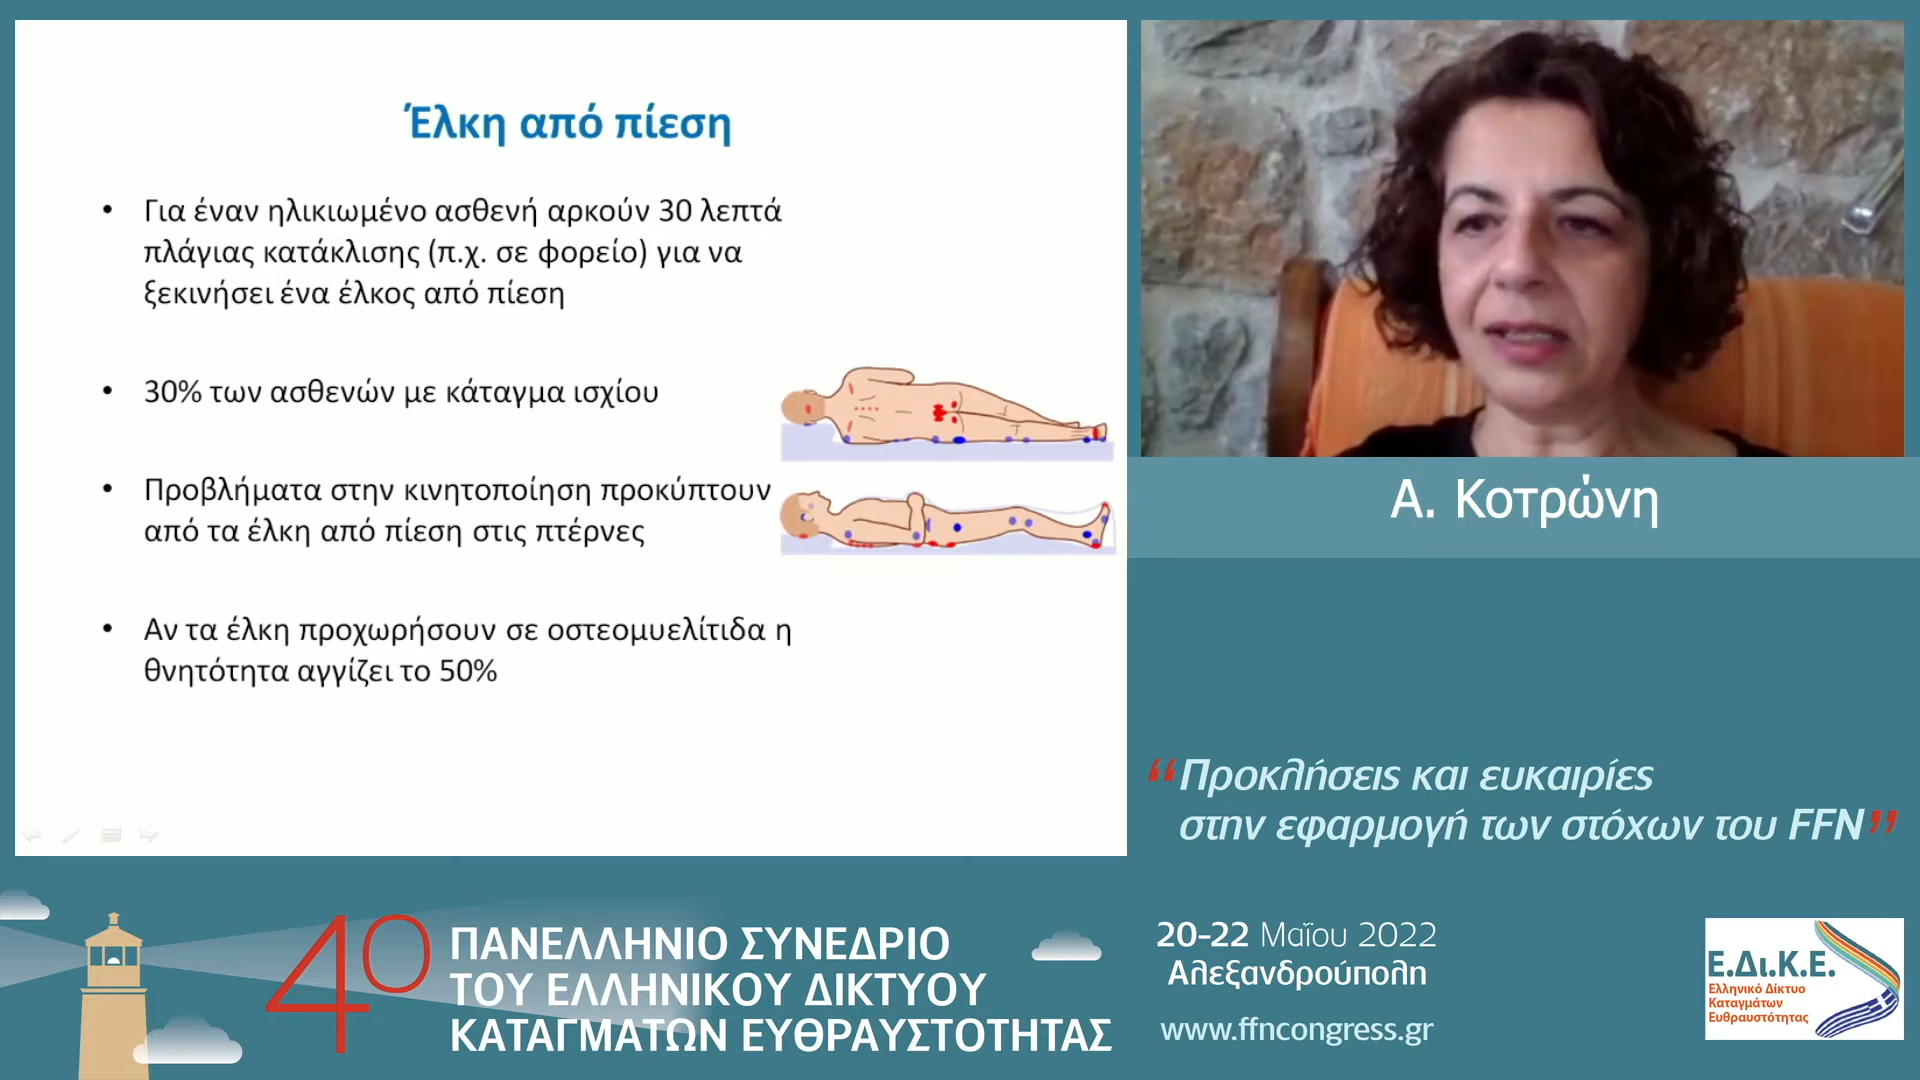 Έλκη από πίεση
• Για έναν ηλικιωμένο ασθενή αρκούν 30 λεπτά
πλάγιας κατάκλισης (π.χ. σε φορείο) για να
ξεκινήσει ένα έλκος από πίεση
• 30% των ασθενών με κάταγμα ισχίου
• Προβλήματα στην κινητοποίηση προκύπτουν
από τα έλκη από πίεση στις πτέρνες
• Αν τα έλκη προχωρήσουν σε οστεομυελίτιδα η
θνητότητα αγγίζει το 50%
Α. Κοτρώνη
“Προκλήσεις και ευκαιρίες
στην εφαρμογή των στόχων του FFN”
4ο
ΠΑΝΕΛΛΗΝΙΟ ΣΥΝΕΔΡΙΟ
ΤΟΥ ΕΛΛΗΝΙΚΟΥ ΔΙΚΤΥΟΥ
ΚΑΤΑΓΜΑΤΩΝ ΕΥΘΡΑΥΣΤΟΤΗΤΑΣ
20-22 Μαΐου 2022
Αλεξανδρούπολη
www.ffncongress.gr
Ε.Δι.Κ.Ε.
Ελληνικό Δίκτυο
Καταγμάτων
Ευθραυστότητας